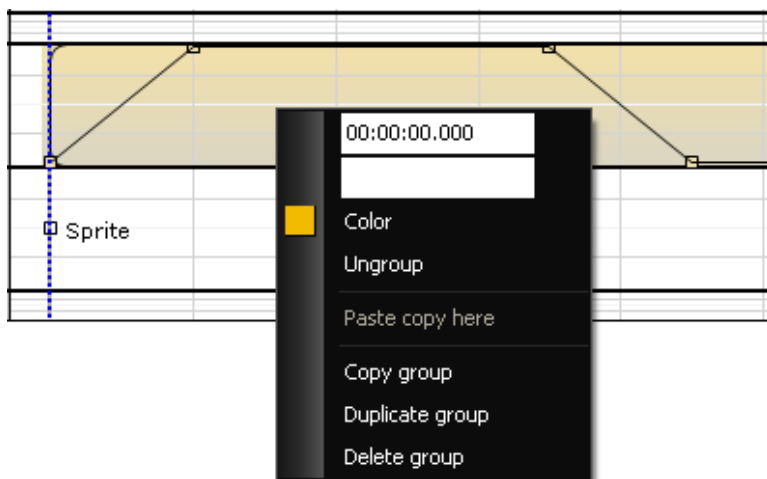 00:00:00.000
Sprite
Color
Ungroup
Paste copy here
Copy group
Duplicate group
Delete group